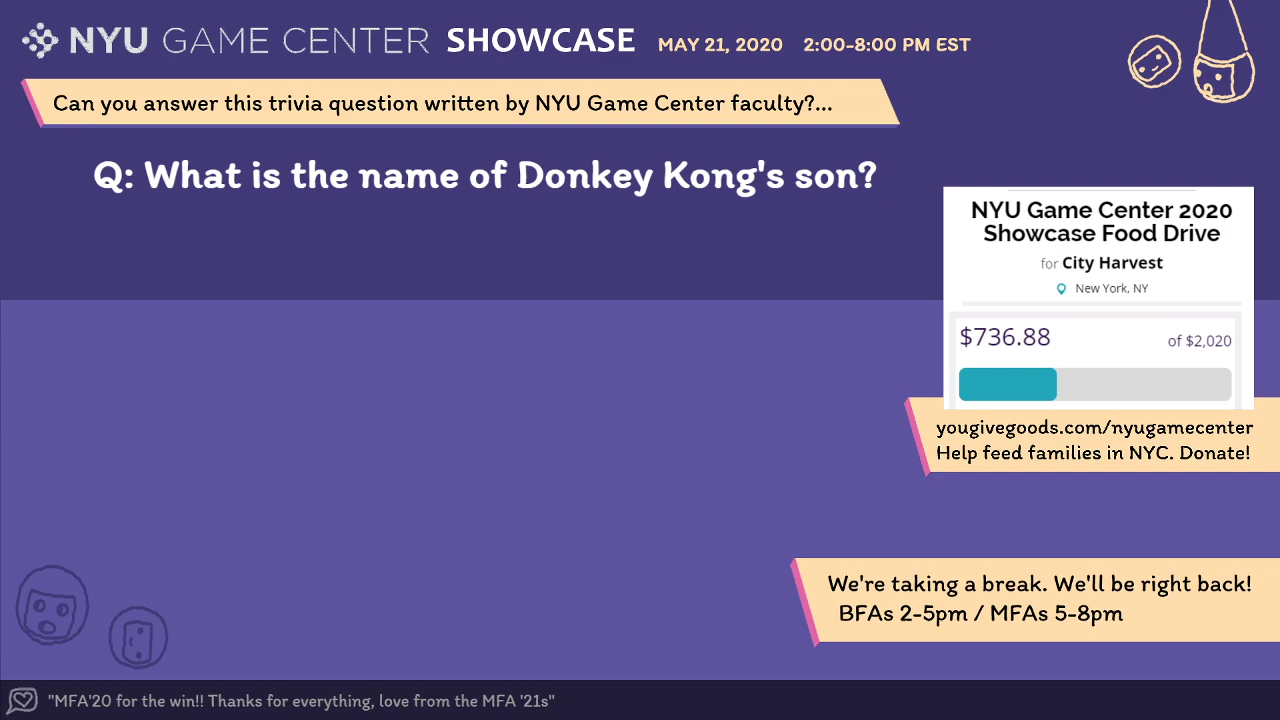 NYU GAME CENTER SHOWCASE MAY 21, 2020 2:00-8:00 PM EST
Can you answer this trivia question written by NYU Game Center faculty?...
Q: What is the name of Donkey Kong's son?
NYU Game Center 2020
Showcase Food Drive
for City Harvest
New York, NY
$736.88 of $2,020
yougivegoods.com/nyugamecenter
Help feed families in NYC. Donate!
We're taking a break. We'll be right back!
BFAs 2-5pm / MFAs 5-8pm
"MFA'20 for the win!! Thanks for everything, love from the MFA '21s"